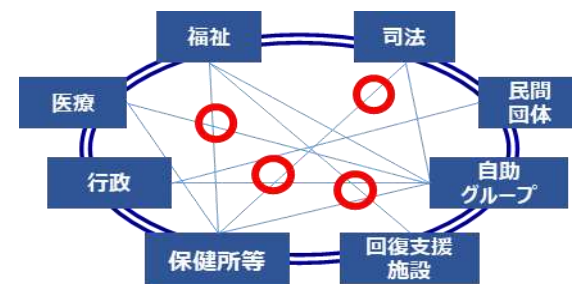 福祉
司法
医療
民間
団体
行政
自助
グループ
保健所等
回復支援
施設